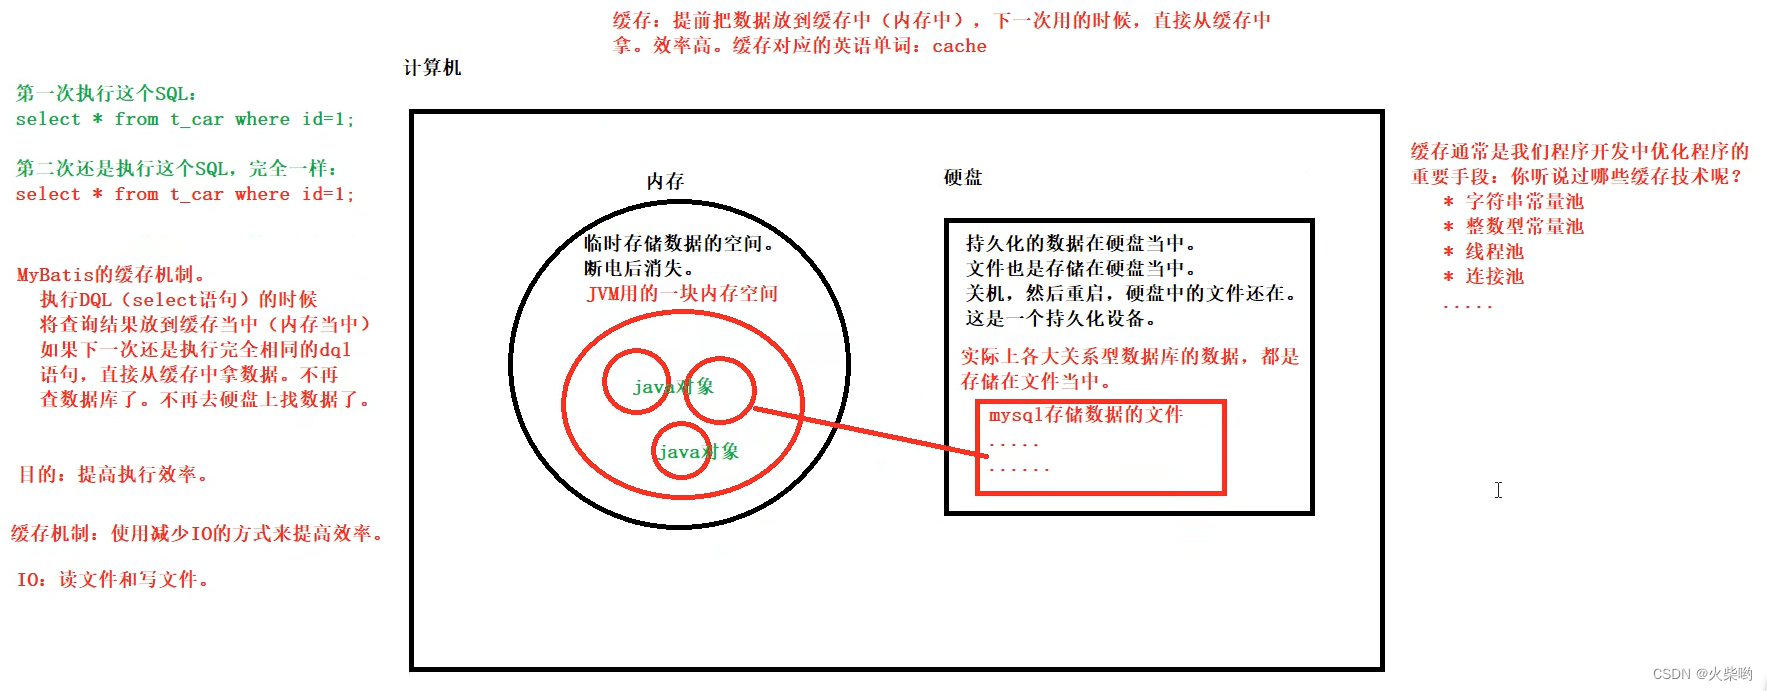 缓存：提前把数据放到缓存中（内存中），下一次用的时候，直接从缓存中
拿。效率高。缓存对应的英语单词：cache
计算机
第一次执行这个SQL：
select * from t_car where id=1;
第二次还是执行这个SQL，完全一样：
select * from t_car where id=1;
MyBatis的缓存机制。
执行DQL（select语句）的时候
将查询结果放到缓存当中（内存当中）
如果下一次还是执行完全相同的dql
语句，直接从缓存中拿数据。不再
查数据库了。不再去硬盘上找数据了。
目的：提高执行效率。
缓存机制：使用减少IO的方式来提高效率。
IO：读文件和写文件。
内存
临时存储数据的空间。
断电后消失。
JVM用的一块内存空间
java对象
java对象
硬盘
持久化的数据在硬盘当中。
文件也是存储在硬盘当中。
关机，然后重启，硬盘中的文件还在。
这是一个持久化设备。
实际上各大关系型数据库的数据，都是
存储在文件当中。
mysql存储数据的文件
.....
......
缓存通常是我们程序开发中优化程序的
重要手段：你听说过哪些缓存技术呢？
* 字符串常量池
* 整数型常量池
* 线程池
* 连接池
.....
CSDN @火柴哟